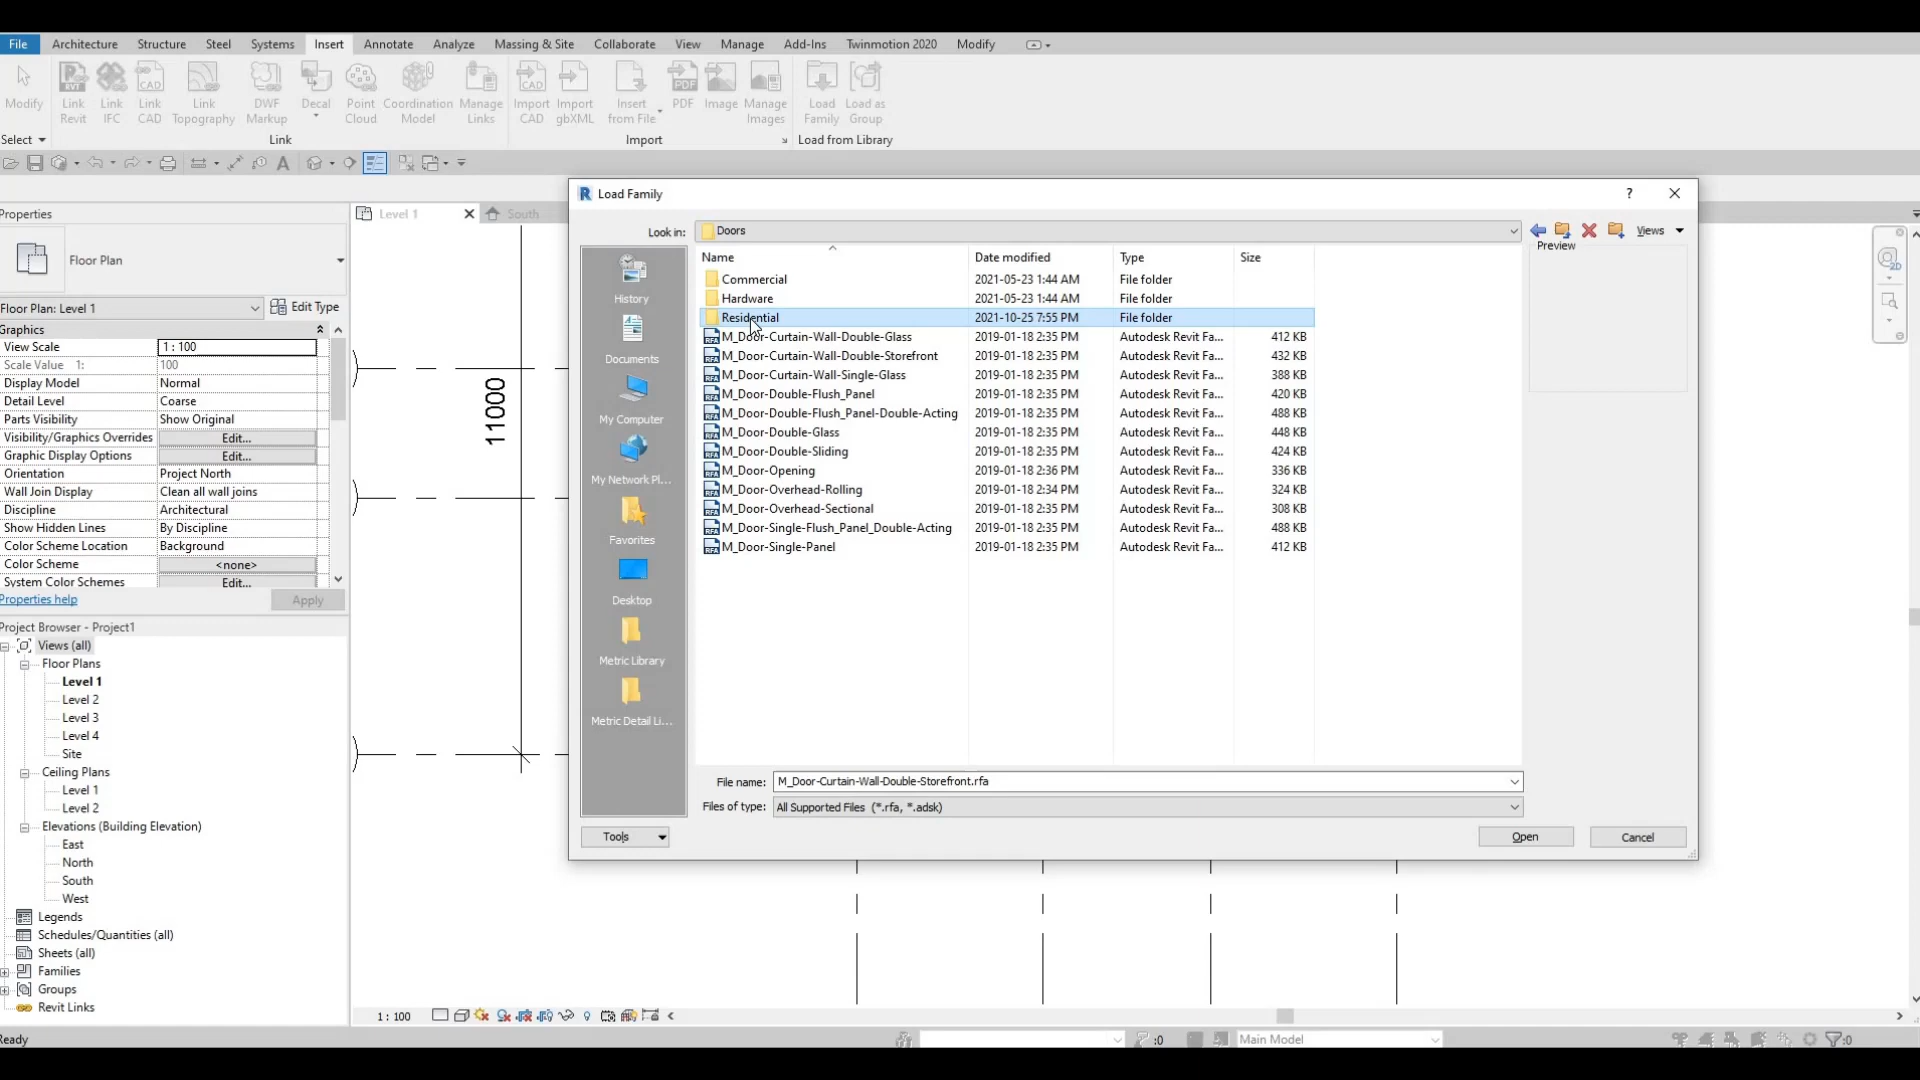 File Architecture Structure Steel Systems Insert Annotate Analyze Massing & Site Collaborate View Manage Add-Ins Twinmotion 2020 Modify
Modify
Link Revit
Link IFC
Link CAD
Link Topography
DWF Markup
Decal
Point Cloud
Coordination Model
Manage Links
Import CAD
Import gbXML
Insert from File
PDF
Image
Manage Images
Load Family
Load as Group
Select Link Import Load from Library
Properties
Floor Plan
Floor Plan: Level 1 Edit Type
Graphics
View Scale 1 : 100
Scale Value 1: 100
Display Model Normal
Detail Level Coarse
Parts Visibility Show Original
Visibility/Graphics Overrides Edit...
Graphic Display Options Edit...
Orientation Project North
Wall Join Display Clean all wall joins
Discipline Architectural
Show Hidden Lines By Discipline
Color Scheme Location Background
Color Scheme <none>
System Color Schemes Edit...
Properties help Apply
Project Browser - Project1
Views (all)
Floor Plans
Level 1
Level 2
Level 3
Level 4
Site
Ceiling Plans
Level 1
Level 2
Elevations (Building Elevation)
East
North
South
West
Legends
Schedules/Quantities (all)
Sheets (all)
Families
Groups
Revit Links
Level 1 South
11000
Load Family ?
Look in: Doors Views
Preview
History
Documents
My Computer
My Network Pl...
Favorites
Desktop
Metric Library
Metric Detail Li...
Name Date modified Type Size
Commercial 2021-05-23 1:44 AM File folder
Hardware 2021-05-23 1:44 AM File folder
Residential 2021-10-25 7:55 PM File folder
M_Door-Curtain-Wall-Double-Glass 2019-01-18 2:35 PM Autodesk Revit Fa... 412 KB
M_Door-Curtain-Wall-Double-Storefront 2019-01-18 2:35 PM Autodesk Revit Fa... 432 KB
M_Door-Curtain-Wall-Single-Glass 2019-01-18 2:35 PM Autodesk Revit Fa... 388 KB
M_Door-Double-Flush_Panel 2019-01-18 2:35 PM Autodesk Revit Fa... 420 KB
M_Door-Double-Flush_Panel-Double-Acting 2019-01-18 2:35 PM Autodesk Revit Fa... 488 KB
M_Door-Double-Glass 2019-01-18 2:35 PM Autodesk Revit Fa... 448 KB
M_Door-Double-Sliding 2019-01-18 2:35 PM Autodesk Revit Fa... 424 KB
M_Door-Opening 2019-01-18 2:36 PM Autodesk Revit Fa... 336 KB
M_Door-Overhead-Rolling 2019-01-18 2:34 PM Autodesk Revit Fa... 324 KB
M_Door-Overhead-Sectional 2019-01-18 2:35 PM Autodesk Revit Fa... 308 KB
M_Door-Single-Flush_Panel_Double-Acting 2019-01-18 2:35 PM Autodesk Revit Fa... 488 KB
M_Door-Single-Panel 2019-01-18 2:35 PM Autodesk Revit Fa... 412 KB
File name: M_Door-Curtain-Wall-Double-Storefront.rfa
Files of type: All Supported Files (*.rfa, *.adsk)
Tools Open Cancel
1 : 100
Ready :0 Main Model :0